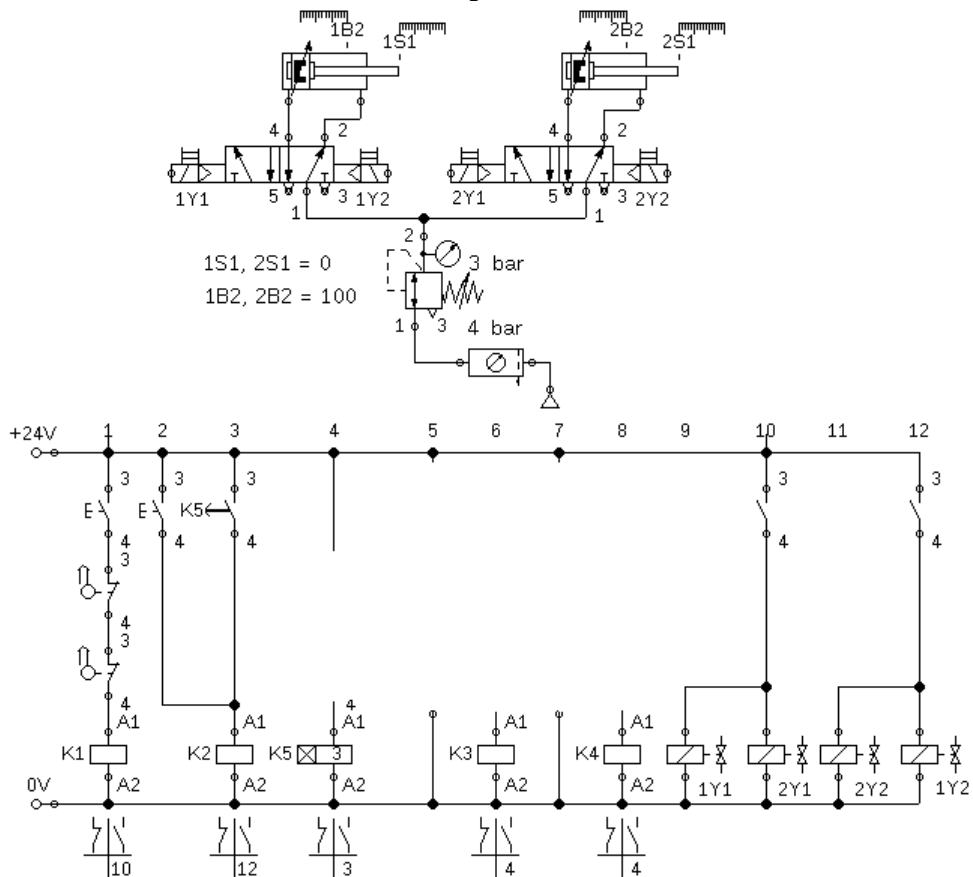 1B2 2B2
1S1 2S1
4 2 4 2
1Y1 5 3 1Y2 2Y1 5 3 2Y2
1 1
2
1S1, 2S1 = 0 3 bar
1B2, 2B2 = 100
1 3 4 bar
+24V 1 2 3 4 5 6 7 8 9 10 11 12
3 3 3 3 3
E E K5
4 4 4 4 4
3
4
3
4 4
A1 A1 A1 A1
K1 K2 K5 3 K3 K4
A2 A2 A2 A2 1Y1 2Y1 2Y2 1Y2
0V
10 12 3 4 4